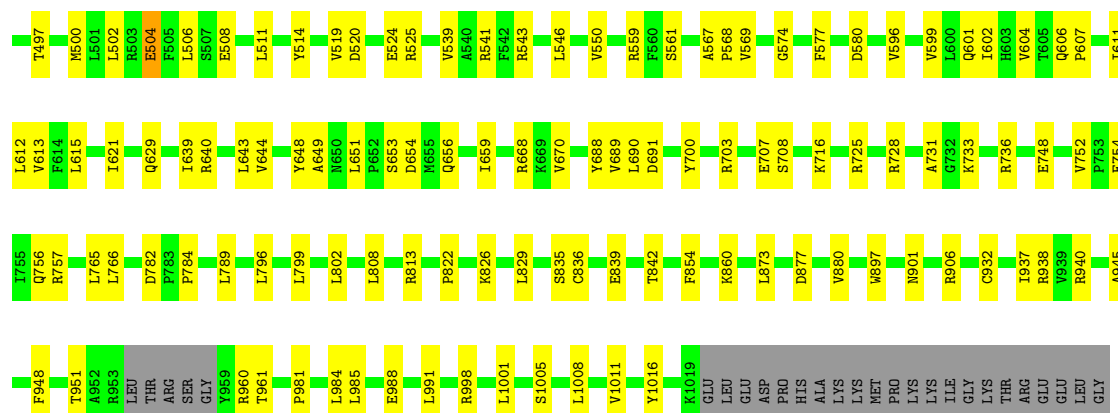 T497 M500 L501 L502 R503 E504 F505 L506 S507 E508 L511 Y514 V519 D520 E524 R525 V539 A540 R541 F542 R543 L546 V550 R559 F560 S561 A567 P568 V569 G574 F577 D580 V596 V599 L600 Q601 I602 H603 V604 T605 Q606 P607 I611
L612 V613 F614 L615 I621 Q629 I639 R640 L643 V644 Y648 A649 N650 L651 P652 S653 D654 M655 Q656 I659 R668 K669 V670 Y688 V689 L690 D691 Y700 R703 E707 S708 K716 R725 R728 A731 G732 K733 R736 E748 V752 P753 E754
I755 Q756 R757 L765 L766 D782 P783 P784 L789 L796 L799 L802 L808 R813 P822 K826 L829 S835 C836 E839 T842 F854 K860 L873 D877 V880 W897 N901 R906 C932 I937 R938 V939 R940 A945
F948 T951 A952 R953 LEU THR ARG SER GLY Y959 R960 T961 P981 L984 L985 E988 L991 R998 L1001 S1005 L1008 V1011 Y1016 K1019 GLU LEU GLU ASP PRO HIS ALA LYS LYS MET PRO LYS LYS ILE GLY LYS THR ARG GLU GLU LEU GLY